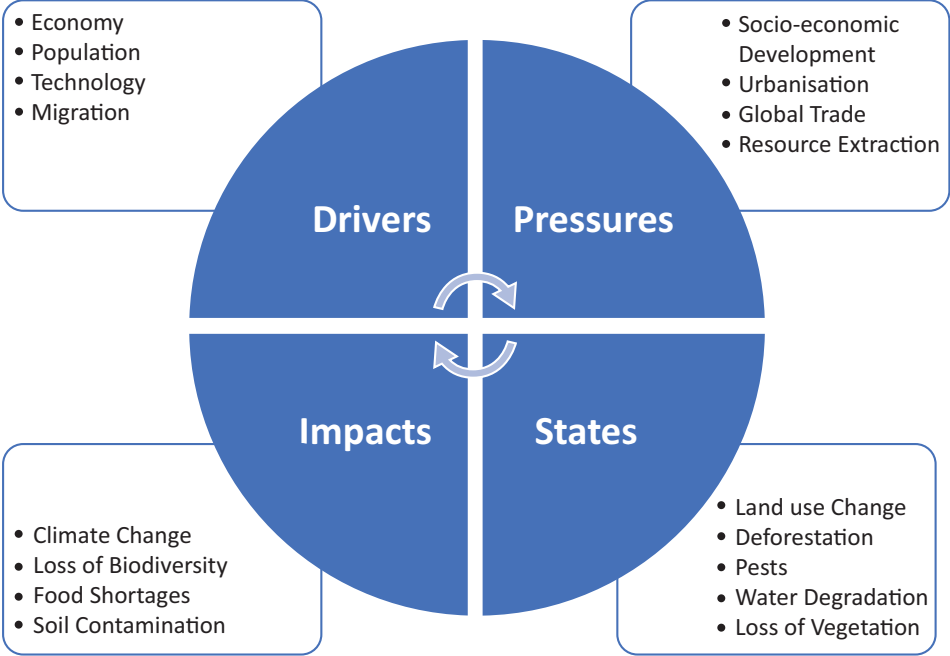 • Economy
• Population
• Technology
• Migration
• Socio-economic
Development
• Urbanisation
• Global Trade
• Resource Extraction
Drivers
Pressures
Impacts
States
• Climate Change
• Loss of Biodiversity
• Food Shortages
• Soil Contamination
• Land use Change
• Deforestation
• Pests
• Water Degradation
• Loss of Vegetation